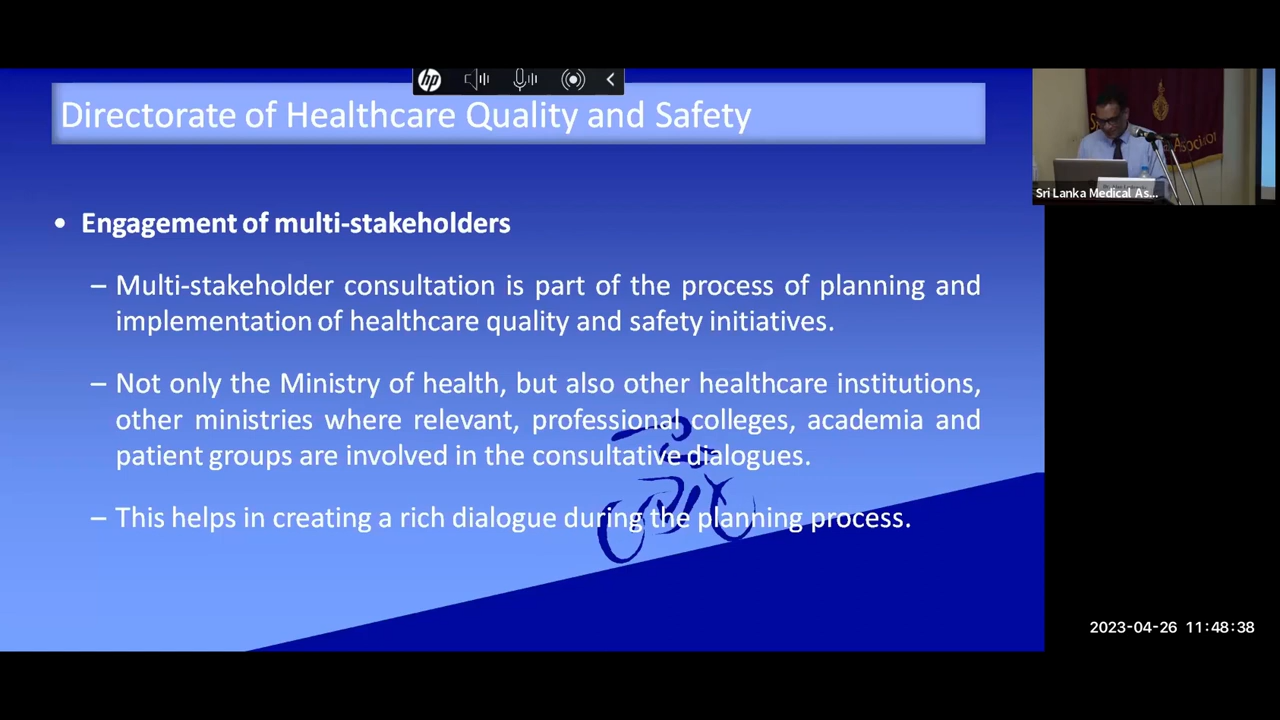 hp
Directorate of Healthcare Quality and Safety
• Engagement of multi-stakeholders
– Multi-stakeholder consultation is part of the process of planning and
implementation of healthcare quality and safety initiatives.
– Not only the Ministry of health, but also other healthcare institutions,
other ministries where relevant, professional colleges, academia and
patient groups are involved in the consultative dialogues.
– This helps in creating a rich dialogue during the planning process.
Sri Lanka Medical As...
2023-04-26 11:48:38